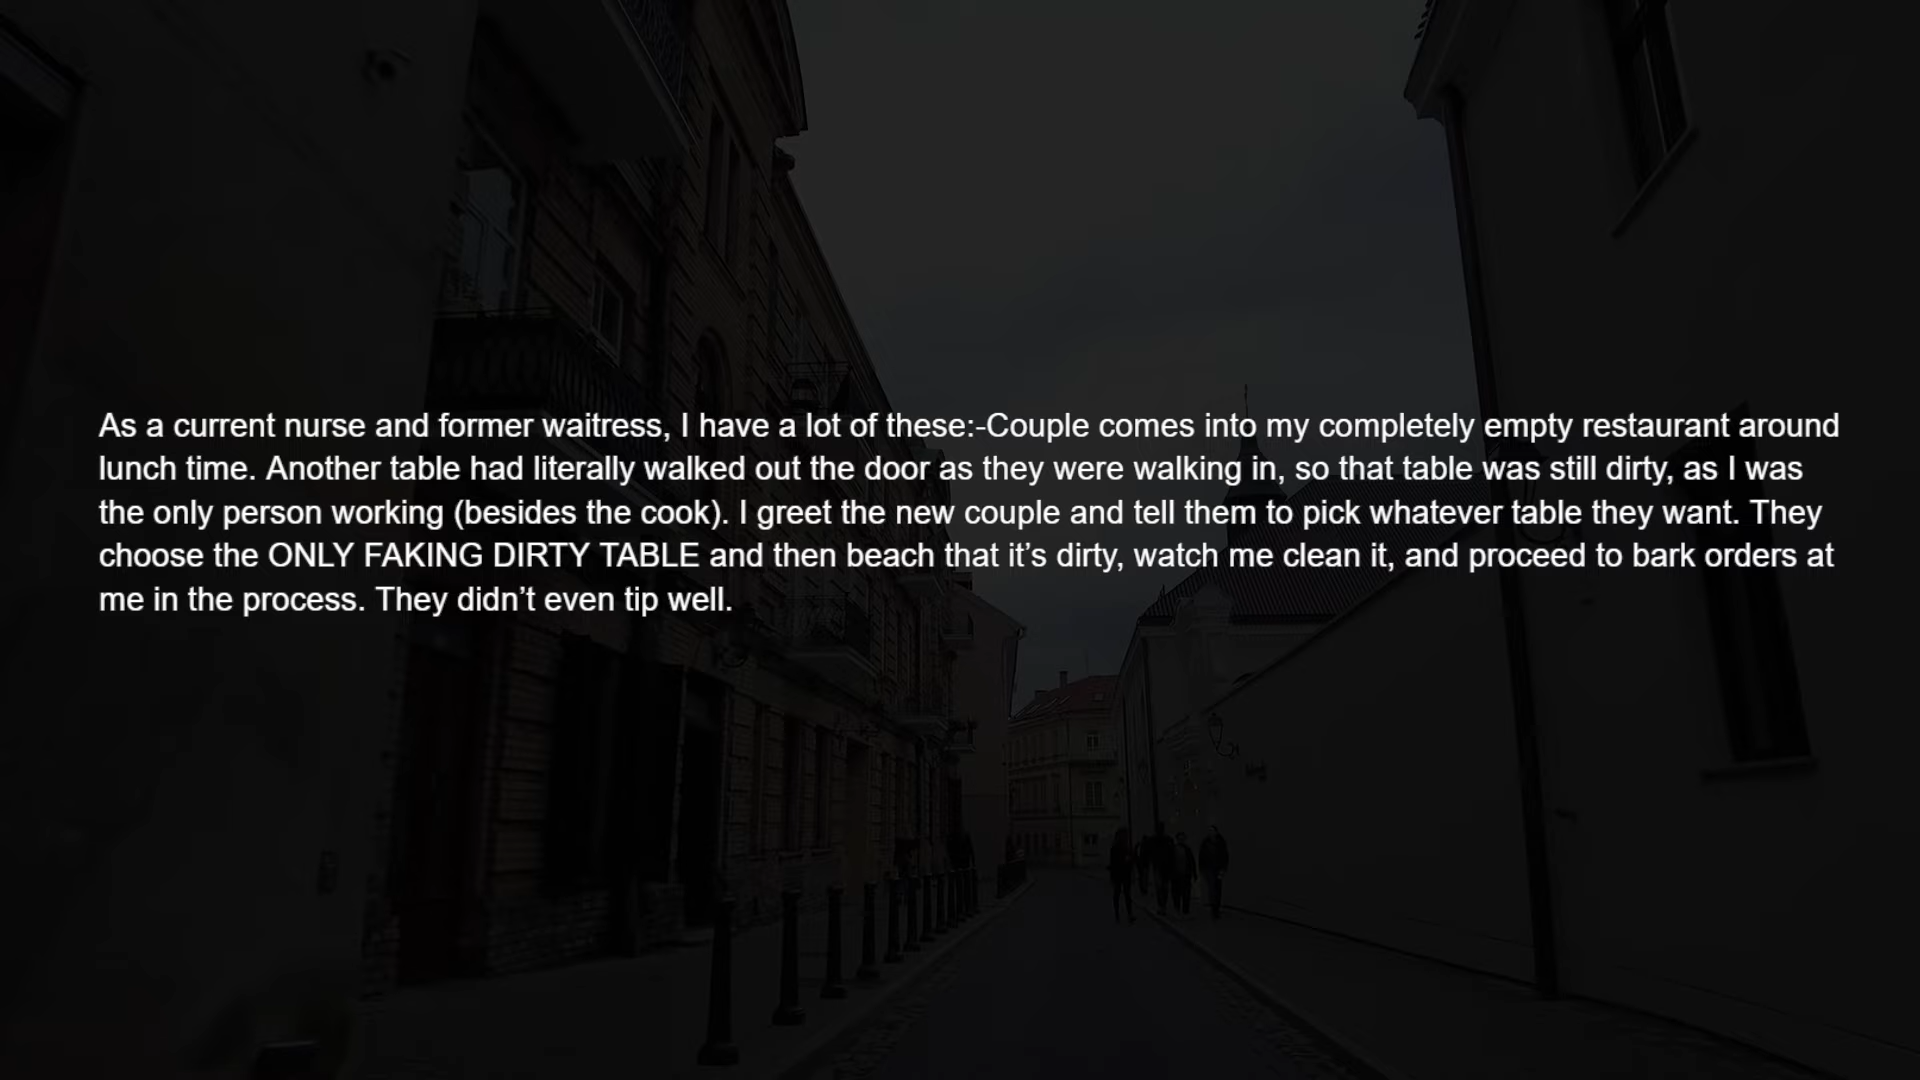 As a current nurse and former waitress, I have a lot of these:-Couple comes into my completely empty restaurant around
lunch time. Another table had literally walked out the door as they were walking in, so that table was still dirty, as I was
the only person working (besides the cook). I greet the new couple and tell them to pick whatever table they want. They
choose the ONLY FAKING DIRTY TABLE and then beach that it’s dirty, watch me clean it, and proceed to bark orders at
me in the process. They didn’t even tip well.